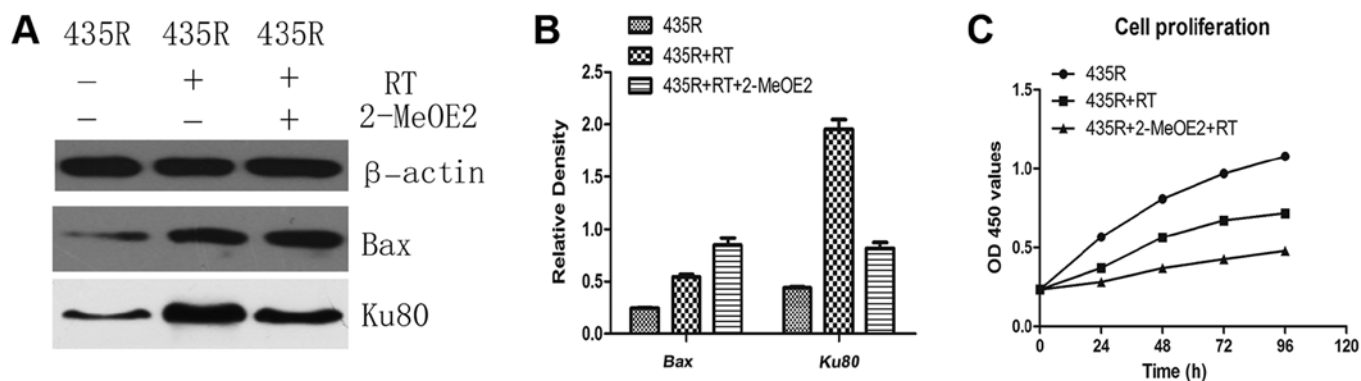 A
435R 435R 435R
− + + RT
− − + 2-MeOE2
β-actin
Bax
Ku80
B
435R
435R+RT
435R+RT+2-MeOE2
Relative Density
2.5
2.0
1.5
1.0
0.5
0.0
Bax Ku80
C
Cell proliferation
435R
435R+RT
435R+2-MeOE2+RT
OD 450 values
1.5
1.0
0.5
0.0
0 24 48 72 96 120
Time (h)